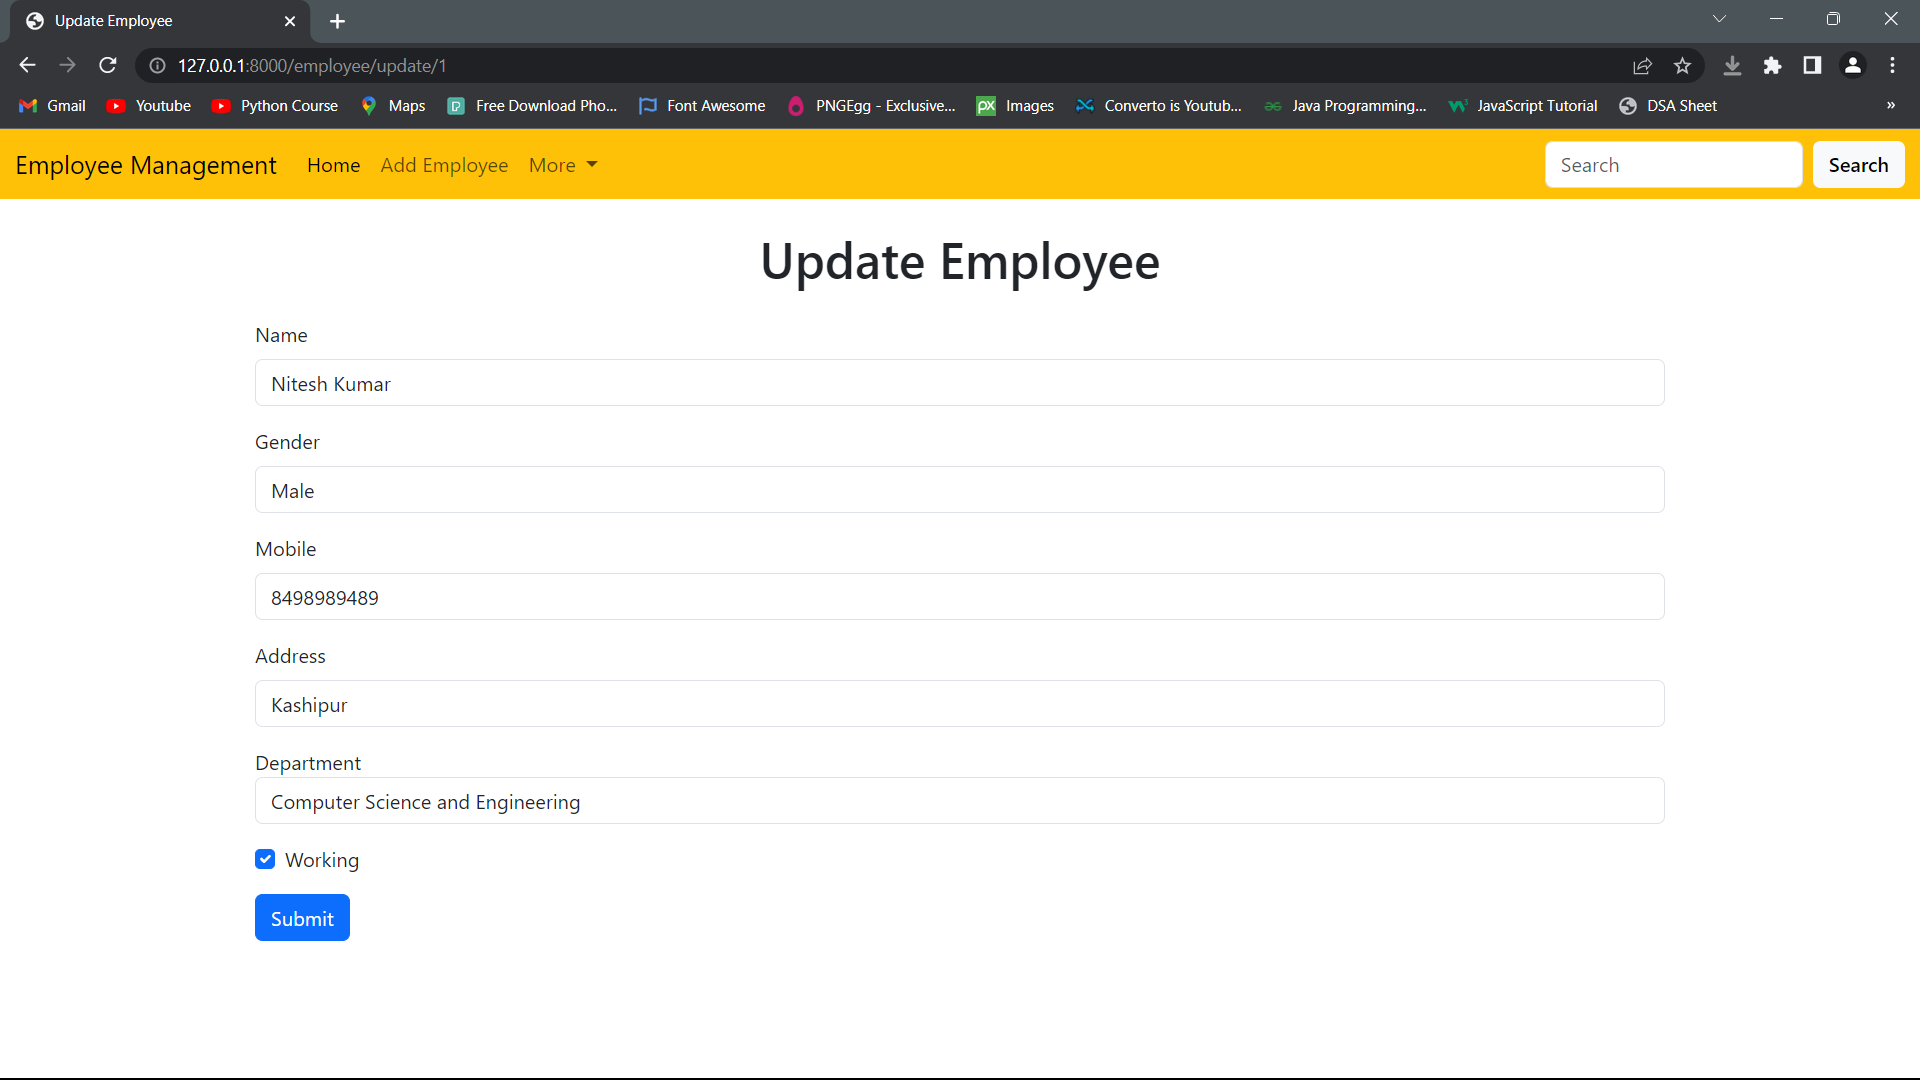 Update Employee
127.0.0.1:8000/employee/update/1
Gmail Youtube Python Course Maps Free Download Pho... Font Awesome PNGEgg - Exclusive... Images Converto is Youtub... Java Programming... JavaScript Tutorial DSA Sheet »
Employee Management Home Add Employee More Search Search
Update Employee
Name
Nitesh Kumar
Gender
Male
Mobile
8498989489
Address
Kashipur
Department
Computer Science and Engineering
Working
Submit